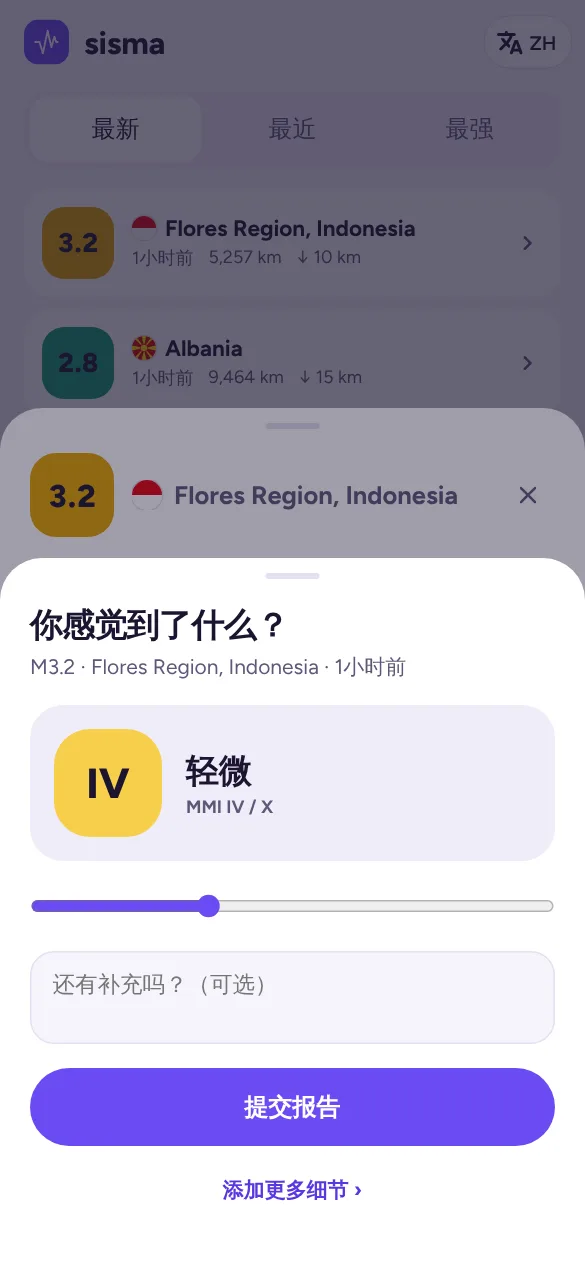 sisma
ZH
最新
最近
最强
3.2
Flores Region, Indonesia
1小时前 5,257 km ↓ 10 km
2.8
Albania
1小时前 9,464 km ↓ 15 km
3.2
Flores Region, Indonesia
你感觉到了什么？
M3.2 · Flores Region, Indonesia · 1小时前
IV
轻微
MMI IV / X
还有补充吗？（可选）
提交报告
添加更多细节 ›